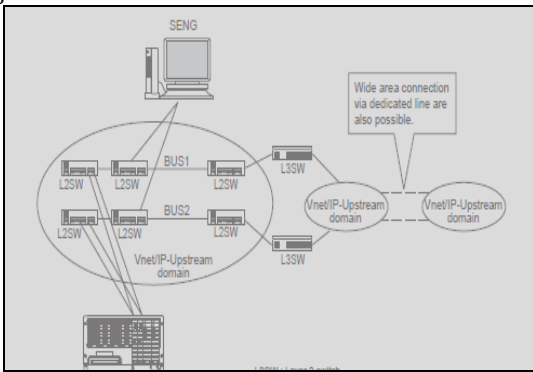 SENG
Wide area connection
via dedicated line are
also possible.
BUS1
L2SW
L2SW
L2SW
L3SW
BUS2
L2SW
L2SW
L2SW
L3SW
Vnet/IP-Upstream
domain
Vnet/IP-Upstream
domain
Vnet/IP-Upstream
domain